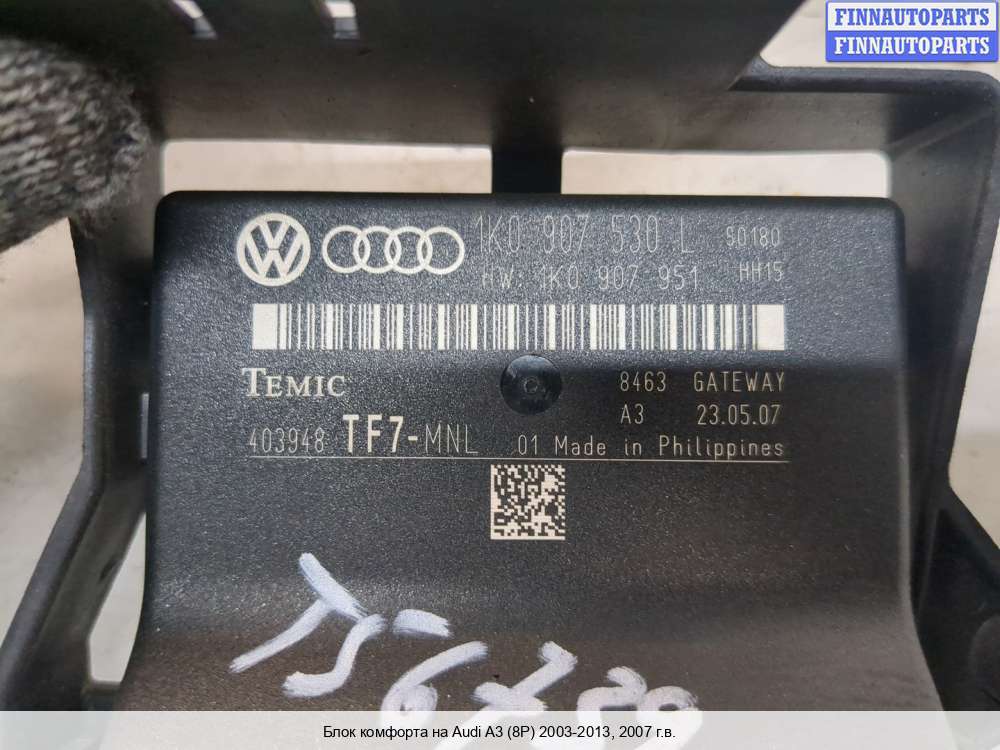 FINNAUTOPARTS
FINNAUTOPARTS
1K0 907 530 L S0180
HW: 1K0 907 951 HH15
TEMIC 8463 GATEWAY
A3 23.05.07
403948 TF7-MNL 01 Made in Philippines
Блок комфорта на Audi A3 (8P) 2003-2013, 2007 г.в.